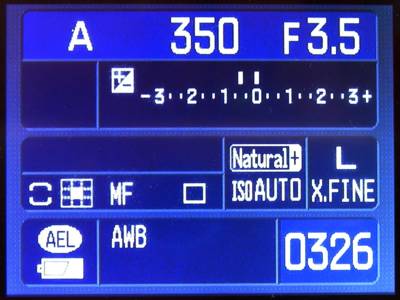 A 350 F3.5
-3··2··1··0··1··2··3+
Natural+ L
MF ISO AUTO X.FINE
AEL AWB 0326